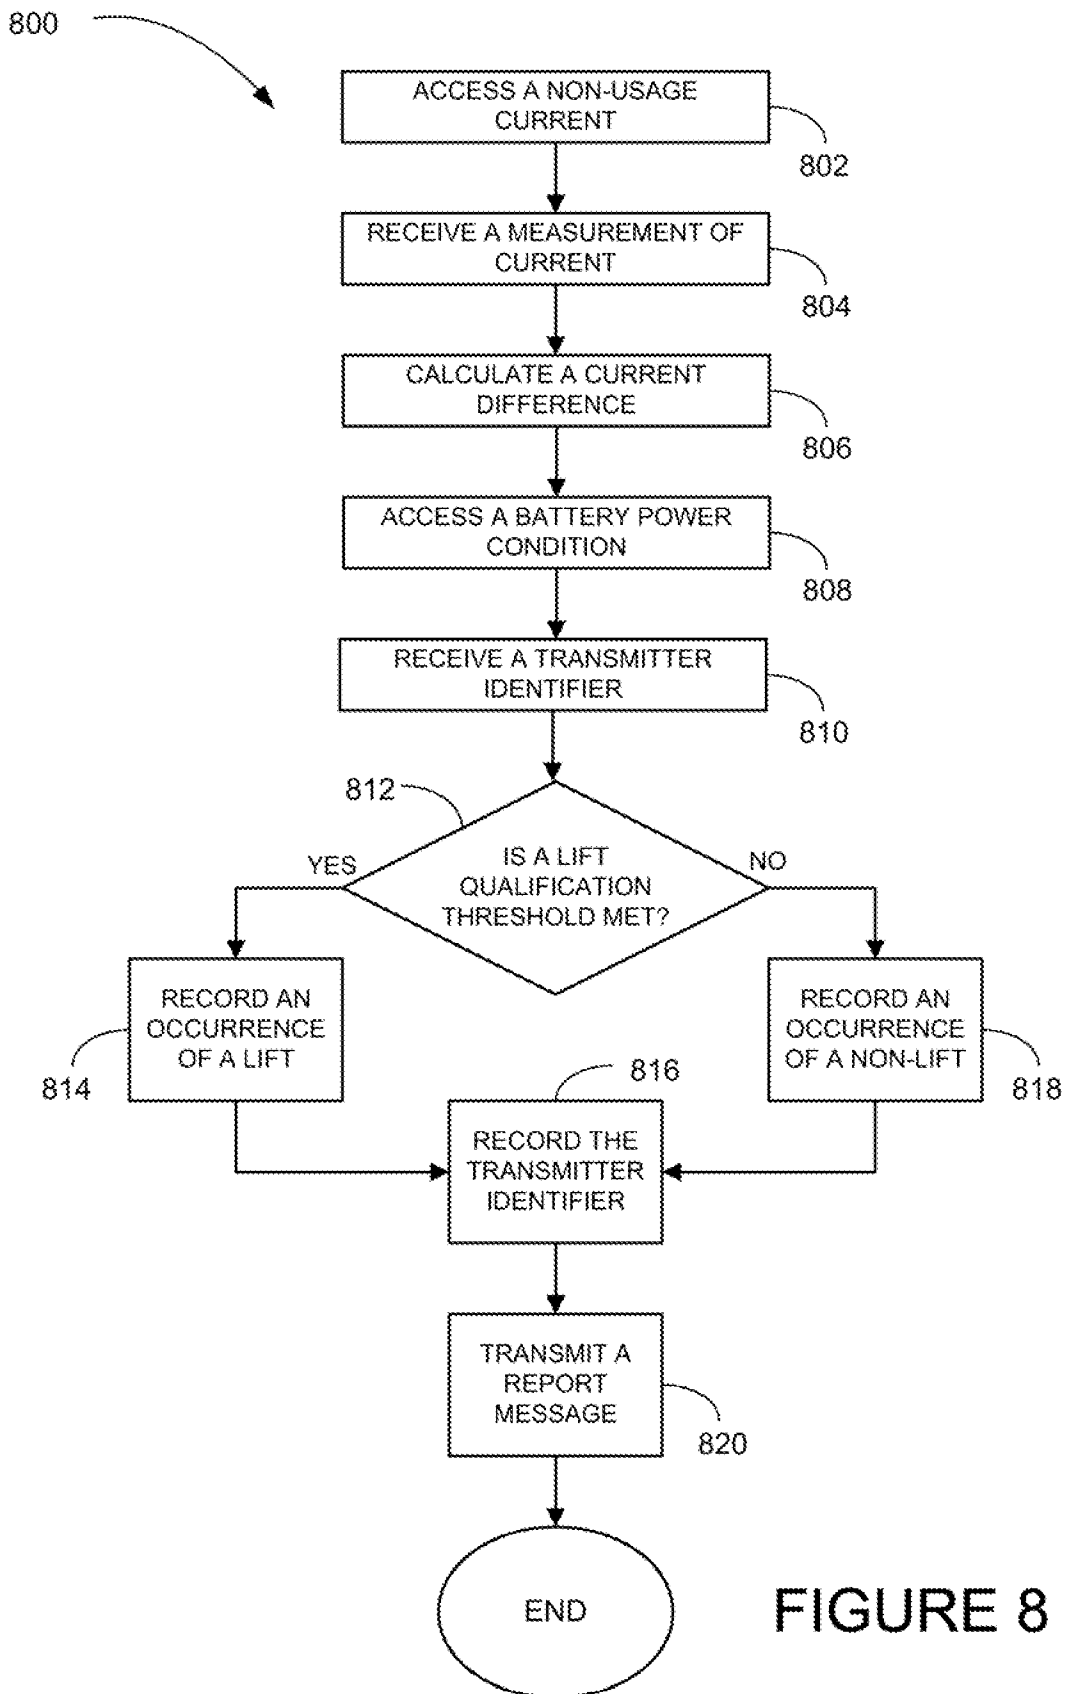 800
ACCESS A NON-USAGE
CURRENT
802
RECEIVE A MEASUREMENT OF
CURRENT
804
CALCULATE A CURRENT
DIFFERENCE
806
ACCESS A BATTERY POWER
CONDITION
808
RECEIVE A TRANSMITTER
IDENTIFIER
810
812
IS A LIFT
QUALIFICATION
THRESHOLD MET?
YES
NO
RECORD AN
OCCURRENCE
OF A LIFT
814
RECORD AN
OCCURRENCE
OF A NON-LIFT
818
816
RECORD THE
TRANSMITTER
IDENTIFIER
TRANSMIT A
REPORT
MESSAGE
820
END
FIGURE 8